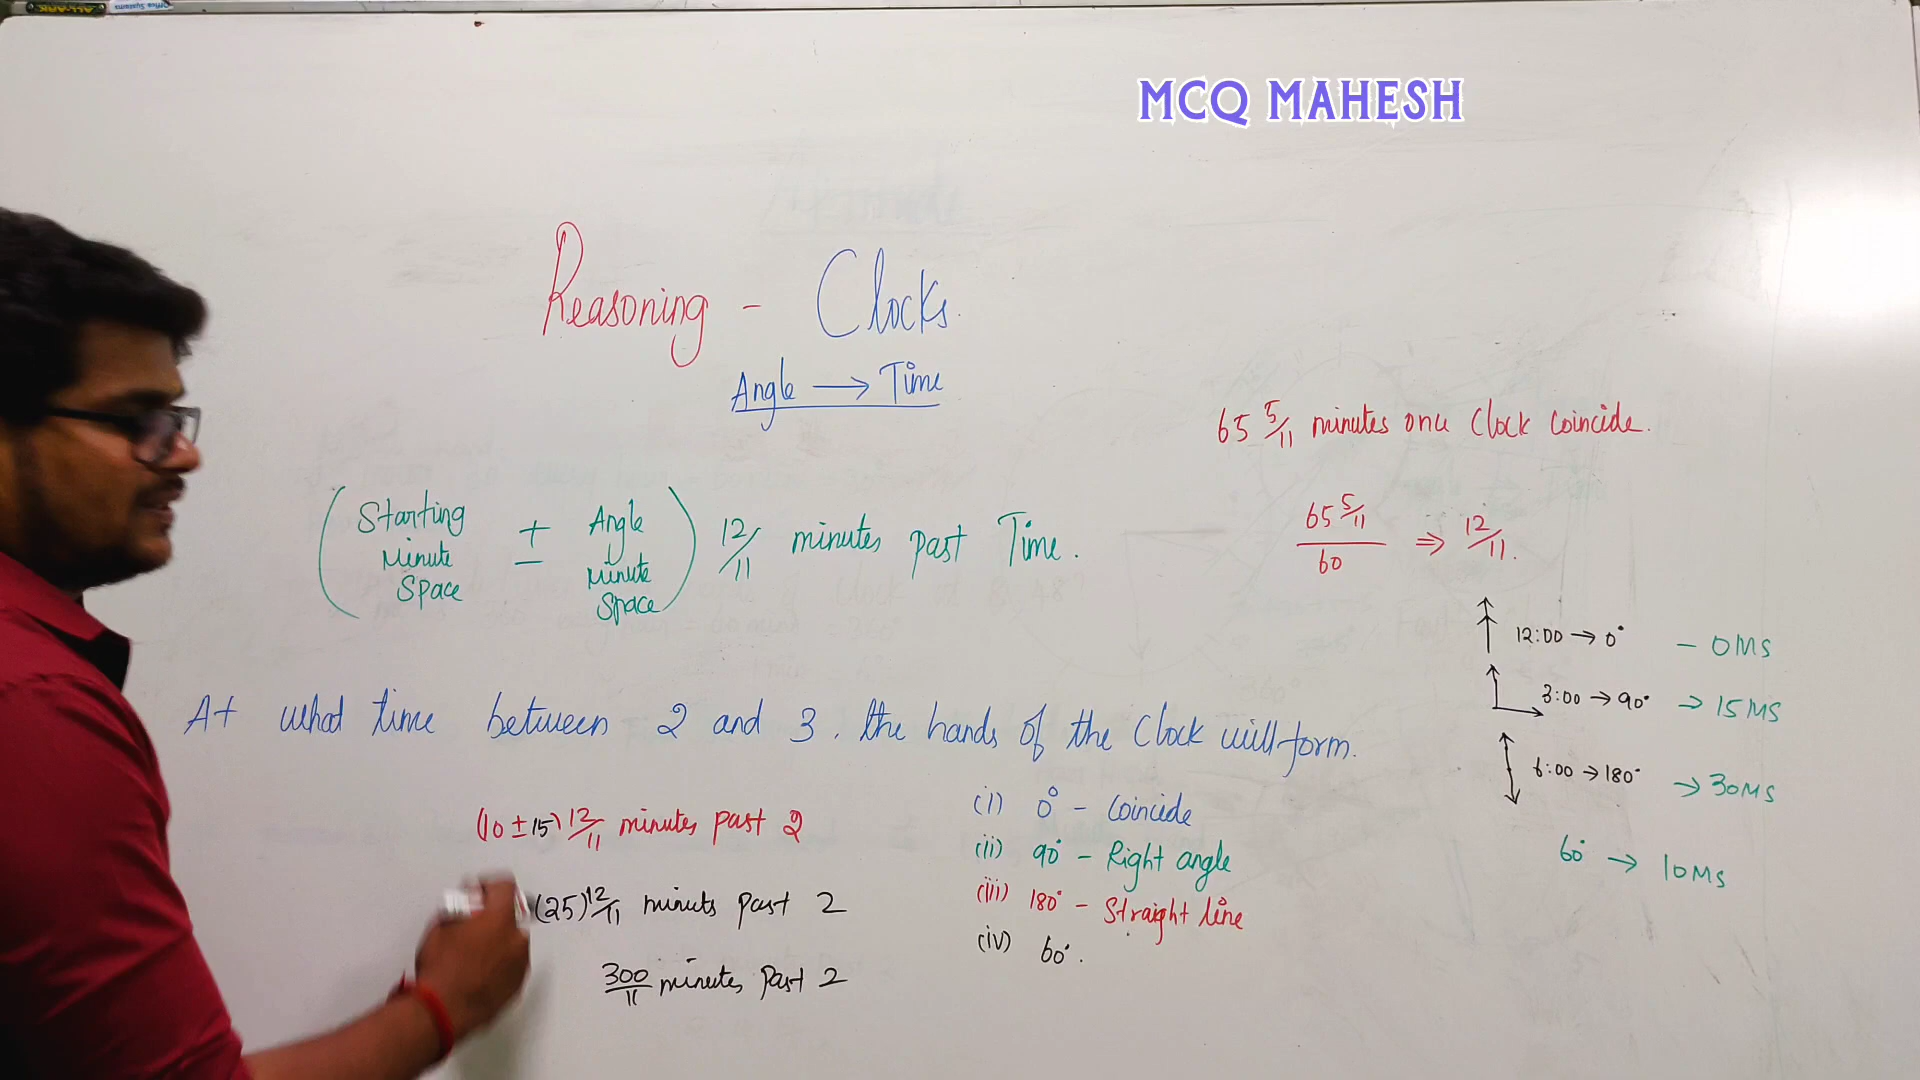 MCQ MAHESH
Reasoning - Clocks.
Angle → Time
65 5/11 minutes once Clock Coincide.
(Starting Minute Space ± Angle Minute Space) 12/11 minutes past Time.
65 5/11 / 60 ⇒ 12/11.
12:00 → 0° - 0MS
3:00 → 90° → 15MS
6:00 → 180° → 30MS
60° → 10MS
At what time between 2 and 3, the hands of the Clock will form.
(10 ± 15) 12/11 minutes past 2
(25) 12/11 minuts past 2
300/11 minutes past 2
(i) 0° - Coincide
(ii) 90° - Right angle
(iii) 180° - Straight line
(iv) 60°.